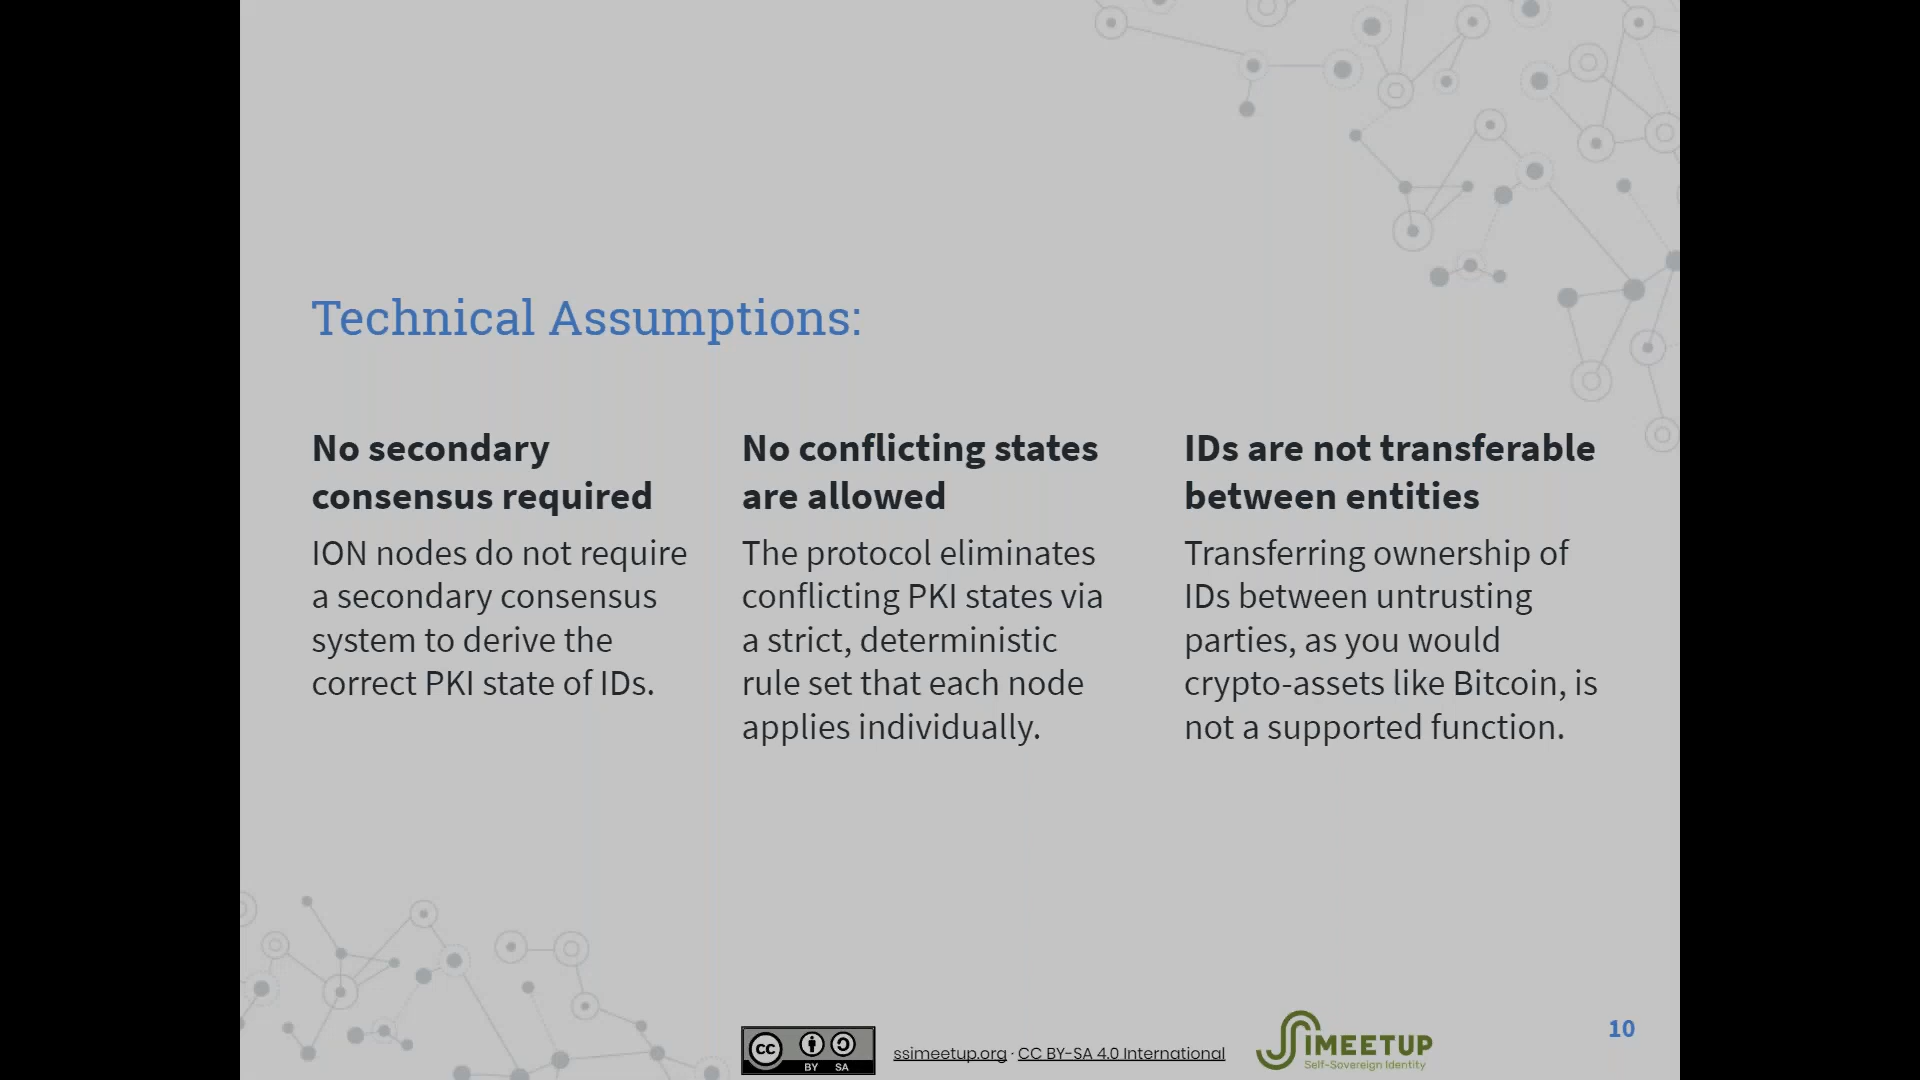 Technical Assumptions:
No secondary
consensus required
ION nodes do not require
a secondary consensus
system to derive the
correct PKI state of IDs.
No conflicting states
are allowed
The protocol eliminates
conflicting PKI states via
a strict, deterministic
rule set that each node
applies individually.
IDs are not transferable
between entities
Transferring ownership of
IDs between untrusting
parties, as you would
crypto-assets like Bitcoin, is
not a supported function.
cc
BY SA
ssimeetup.org · CC BY-SA 4.0 International
SSIMEETUP
Self-Sovereign Identity
10